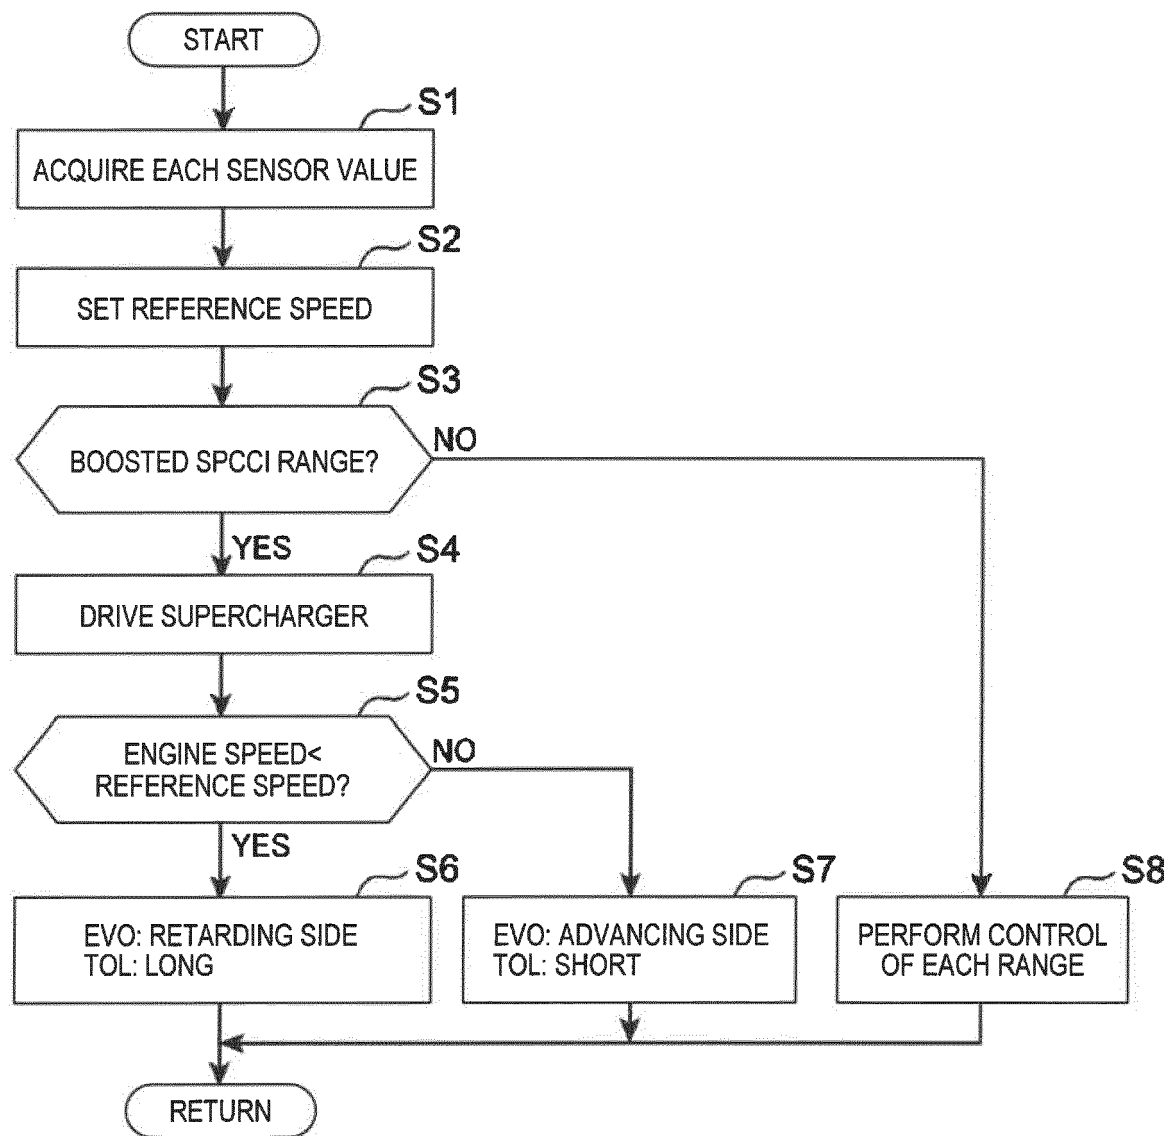 START
S1
ACQUIRE EACH SENSOR VALUE
S2
SET REFERENCE SPEED
S3
BOOSTED SPCCI RANGE?
NO
YES
S4
DRIVE SUPERCHARGER
S5
ENGINE SPEED<
REFERENCE SPEED?
NO
YES
S6
EVO: RETARDING SIDE
TOL: LONG
S7
EVO: ADVANCING SIDE
TOL: SHORT
S8
PERFORM CONTROL
OF EACH RANGE
RETURN